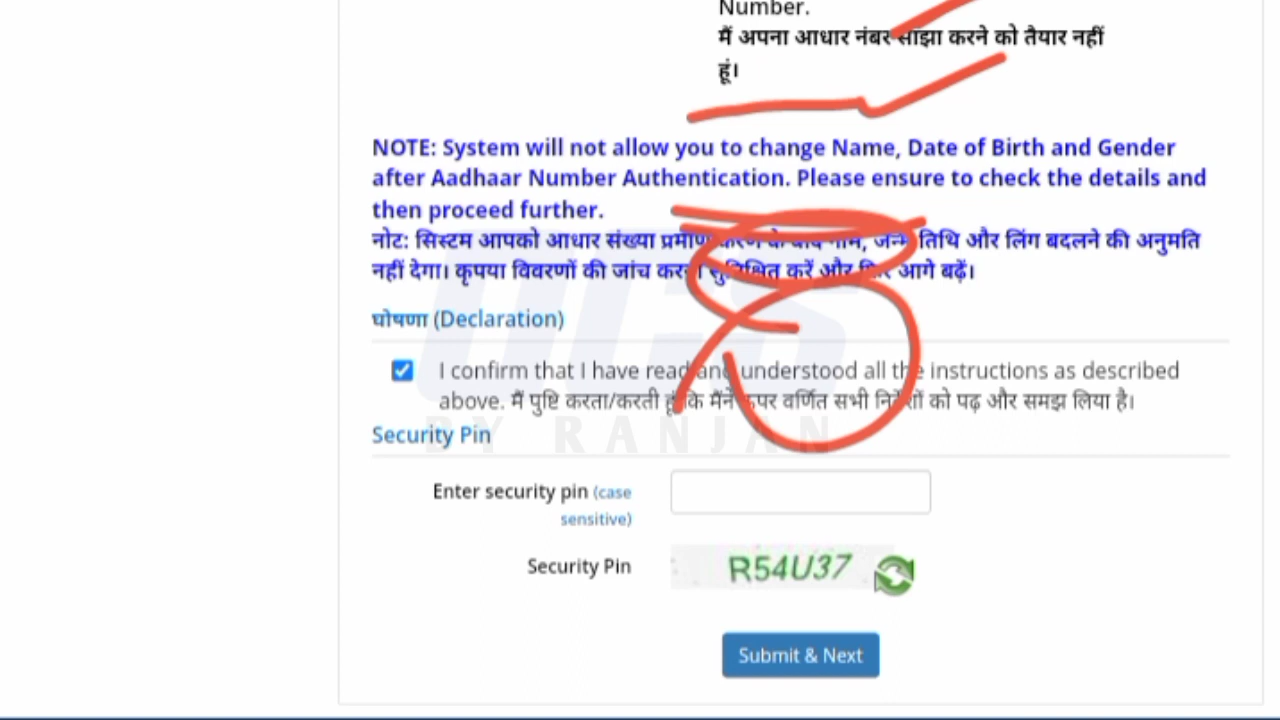 Number.
मैं अपना आधार नंबर साझा करने को तैयार नहीं
हूं।
NOTE: System will not allow you to change Name, Date of Birth and Gender
after Aadhaar Number Authentication. Please ensure to check the details and
then proceed further.
नोट: सिस्टम आपको आधार संख्या प्रमाणीकरण के बाद नाम, जन्म तिथि और लिंग बदलने की अनुमति
नहीं देगा। कृपया विवरणों की जांच करना सुनिश्चित करें और फिर आगे बढ़ें।
घोषणा (Declaration)
I confirm that I have read and understood all the instructions as described
above. मैं पुष्टि करता/करती हूं कि मैंने ऊपर वर्णित सभी निर्देशों को पढ़ और समझ लिया है।
UCS
BY RANJAN
Security Pin
Enter security pin (case
sensitive)
Security Pin
R54U37
Submit & Next